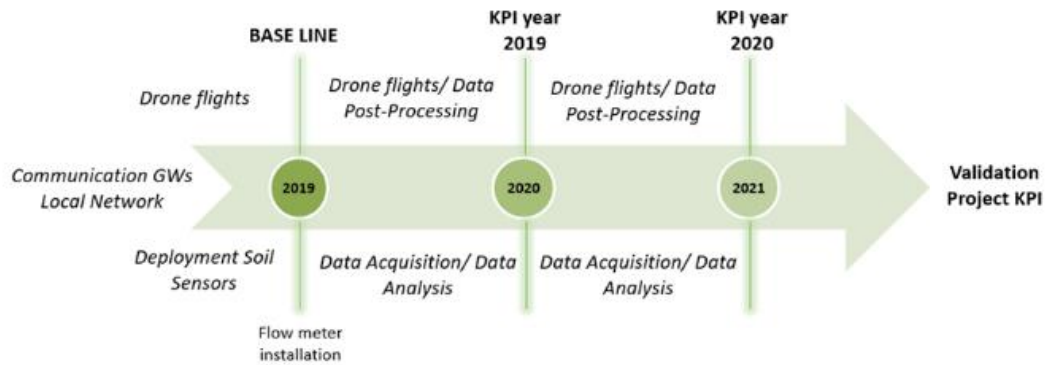 BASE LINE
KPI year
2019
KPI year
2020
Drone flights
Drone flights/ Data
Post-Processing
Drone flights/ Data
Post-Processing
Communication GWs
Local Network
2019
2020
2021
Validation
Project KPI
Deployment Soil
Sensors
Data Acquisition/ Data
Analysis
Data Acquisition/ Data
Analysis
Flow meter
installation